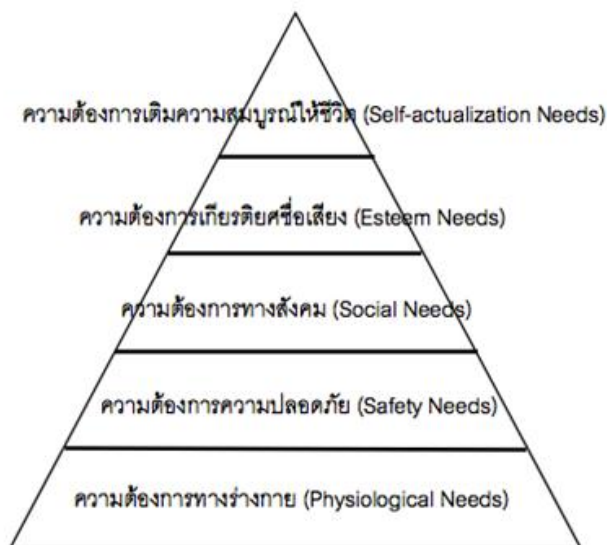 ความต้องการเติมความสมบูรณ์ให้ชีวิต (Self-actualization Needs)
ความต้องการเกียรติยศชื่อเสียง (Esteem Needs)
ความต้องการทางสังคม (Social Needs)
ความต้องการความปลอดภัย (Safety Needs)
ความต้องการทางร่างกาย (Physiological Needs)